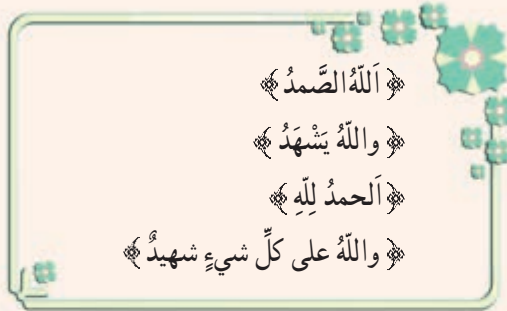 ﴿ اَللّهُ الصَّمدُ ﴾
﴿ واللّهُ يَشْهَدُ ﴾
﴿ اَلحمدُ لِلّهِ ﴾
﴿ واللّهُ على كلِّ شيءٍ شهيدٌ ﴾